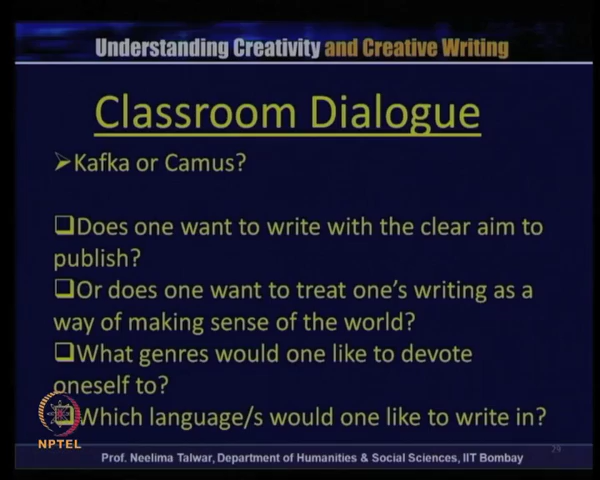 Understanding Creativity and Creative Writing
Classroom Dialogue
➢Kafka or Camus?
❑Does one want to write with the clear aim to
publish?
❑Or does one want to treat one's writing as a
way of making sense of the world?
❑What genres would one like to devote
oneself to?
❑Which language/s would one like to write in?
NPTEL
Prof. Neelima Talwar, Department of Humanities & Social Sciences, IIT Bombay
29